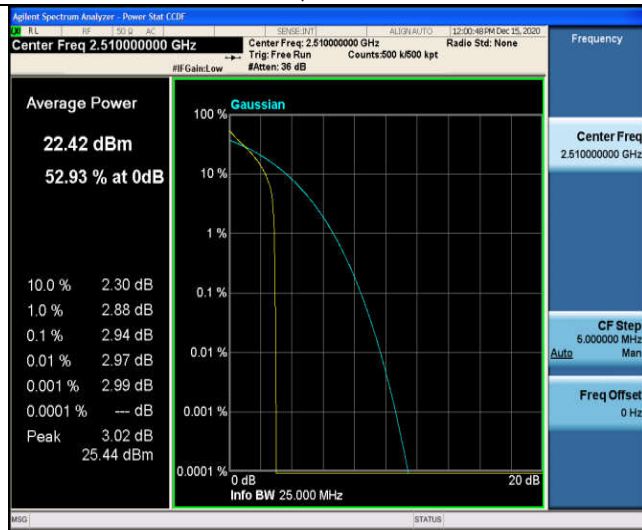 Agilent Spectrum Analyzer - Power Stat CCDF
RL RF 50 Ω AC SENSE:INT ALIGN AUTO 12:00:48 PM Dec 15, 2020
Center Freq 2.510000000 GHz
Center Freq: 2.510000000 GHz
Radio Std: None
Trig: Free Run Counts:500 k/500 kpt
#IFGain:Low #Atten: 36 dB
Frequency
Average Power
22.42 dBm
52.93 % at 0dB
10.0 % 2.30 dB
1.0 % 2.88 dB
0.1 % 2.94 dB
0.01 % 2.97 dB
0.001 % 2.99 dB
0.0001 % --- dB
Peak 3.02 dB
25.44 dBm
Gaussian
100 %
10 %
1 %
0.1 %
0.01 %
0.001 %
0.0001 %
0 dB
20 dB
Info BW 25.000 MHz
Center Freq
2.510000000 GHz
CF Step
5.000000 MHz
Auto Man
Freq Offset
0 Hz
MSG STATUS